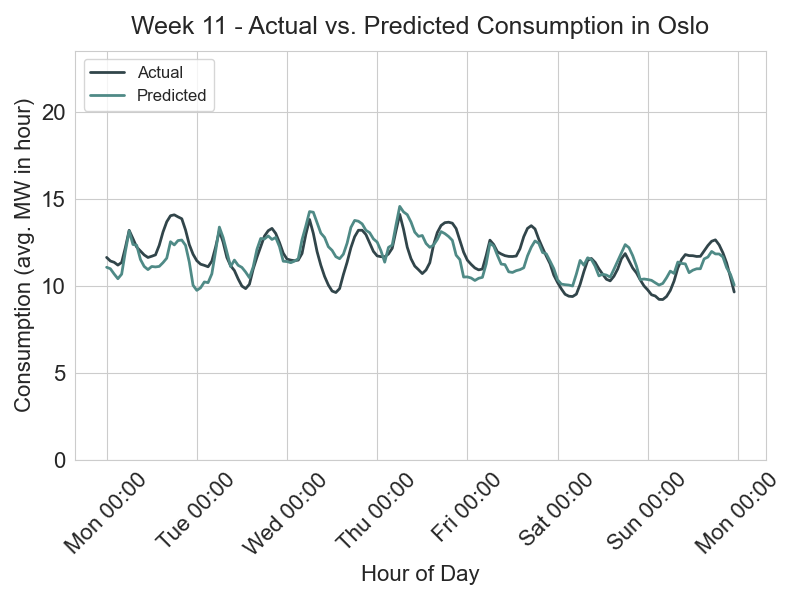 Week 11 - Actual vs. Predicted Consumption in Oslo
Actual
Predicted
Consumption (avg. MW in hour)
20
15
10
5
0
Mon 00:00
Tue 00:00
Wed 00:00
Thu 00:00
Fri 00:00
Sat 00:00
Sun 00:00
Mon 00:00
Hour of Day